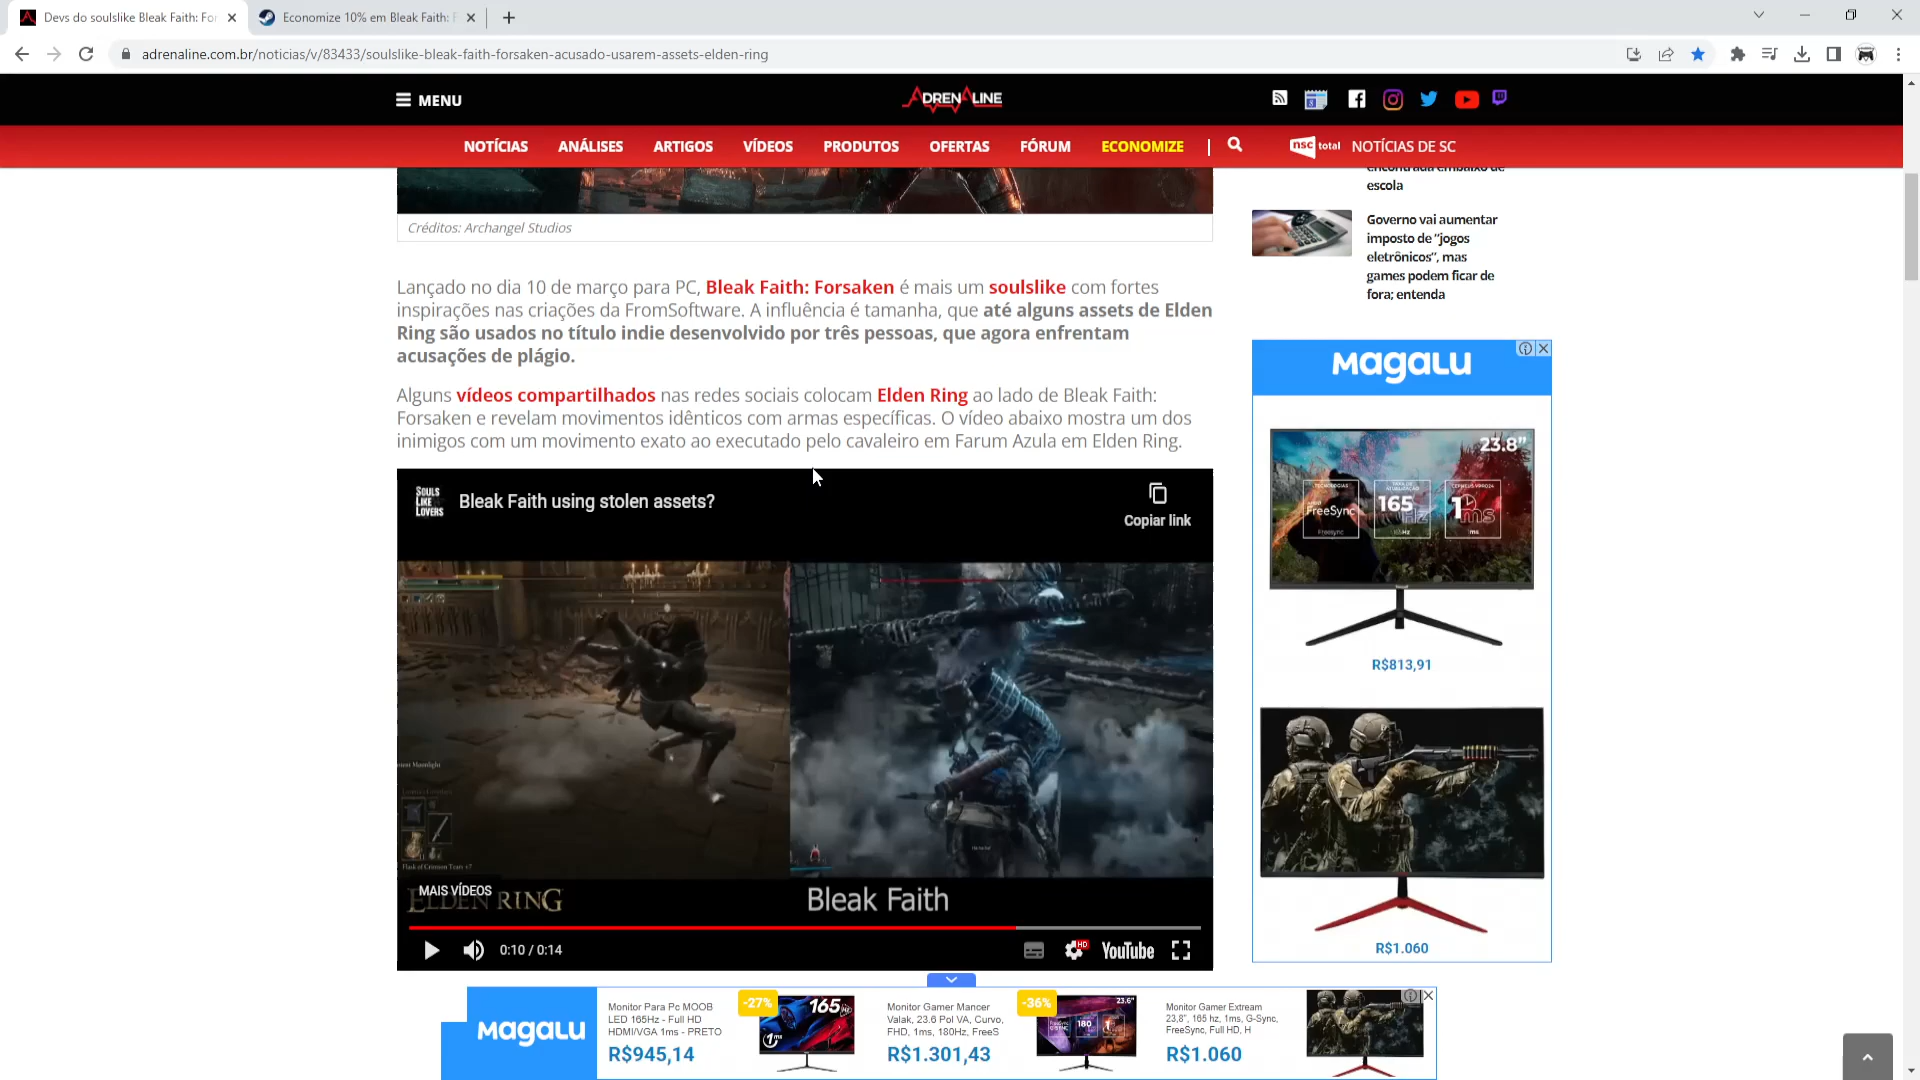 Devs do soulslike Bleak Faith: For
Economize 10% em Bleak Faith: F
adrenaline.com.br/noticias/v/83433/soulslike-bleak-faith-forsaken-acusado-usarem-assets-elden-ring
MENU
ADRENALINE
NOTÍCIAS
ANÁLISES
ARTIGOS
VÍDEOS
PRODUTOS
OFERTAS
FÓRUM
ECONOMIZE
|
nsc total
NOTÍCIAS DE SC
Créditos: Archangel Studios
Lançado no dia 10 de março para PC, Bleak Faith: Forsaken é mais um soulslike com fortes
inspirações nas criações da FromSoftware. A influência é tamanha, que até alguns assets de Elden
Ring são usados no título indie desenvolvido por três pessoas, que agora enfrentam
acusações de plágio.
Alguns vídeos compartilhados nas redes sociais colocam Elden Ring ao lado de Bleak Faith:
Forsaken e revelam movimentos idênticos com armas específicas. O vídeo abaixo mostra um dos
inimigos com um movimento exato ao executado pelo cavaleiro em Farum Azula em Elden Ring.
SOULS
LIKE
LOVERS
Bleak Faith using stolen assets?
Copiar link
Flask of Crimson Tears +7
MAIS VÍDEOS
ELDEN RING
Bleak Faith
0:10 / 0:14
HD
YouTube
encontrada embaixo de
escola
Governo vai aumentar
imposto de “jogos
eletrônicos”, mas
games podem ficar de
fora; entenda
Magalu
23.8”
FreeSync
165
Hz
1ms
R$813,91
R$1.060
Magalu
Monitor Para Pc MOOB
LED 165Hz - Full HD
HDMI/VGA 1ms - PRETO
R$945,14
-27%
165Hz
1ms
Monitor Gamer Mancer
Valak, 23.6 Pol VA, Curvo,
FHD, 1ms, 180Hz, FreeS
R$1.301,43
-36%
23.6”
180
1
Monitor Gamer Extream
23,8", 165 hz, 1ms, G-Sync,
FreeSync, Full HD, H
R$1.060